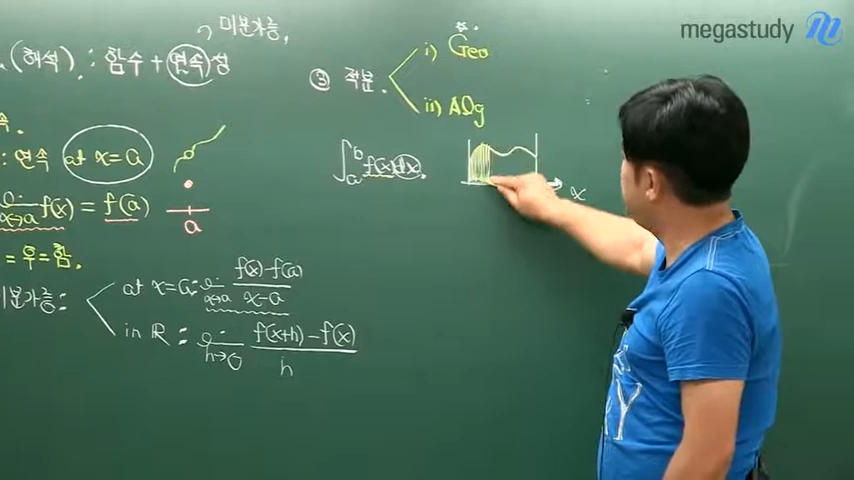 (해석). : 함수 + 연속성, 미분가능,
연속 at x=a
lim x→a f(x) = f(a)
a
=우=함.
미분가능 :
at x=a : lim x→a f(x)-f(a) / x-a
in R : lim h→0 f(x+h)-f(x) / h
③ 적분.
i) Geo
ii) Alg
∫ₐᵇ f(x)dx.
x
megastudy